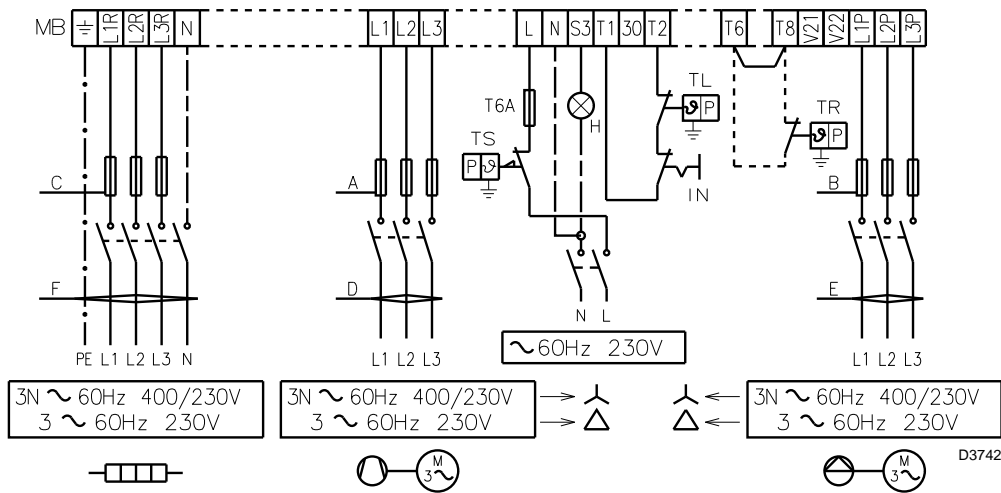 MB L1R L2R L3R N L1 L2 L3 L N S3 T1 30 T2 T6 T8 V21 V22 L1P L2P L3P
TL
ϑ P
T6A
H
TR
ϑ P
TS
P ϑ
C
A
B
IN
F
D
E
N L
PE L1 L2 L3 N
L1 L2 L3
L1 L2 L3
~ 60Hz 230V
3N ~ 60Hz 400/230V
3 ~ 60Hz 230V
3N ~ 60Hz 400/230V
3 ~ 60Hz 230V
3N ~ 60Hz 400/230V
3 ~ 60Hz 230V
M
3~
M
3~
D3742